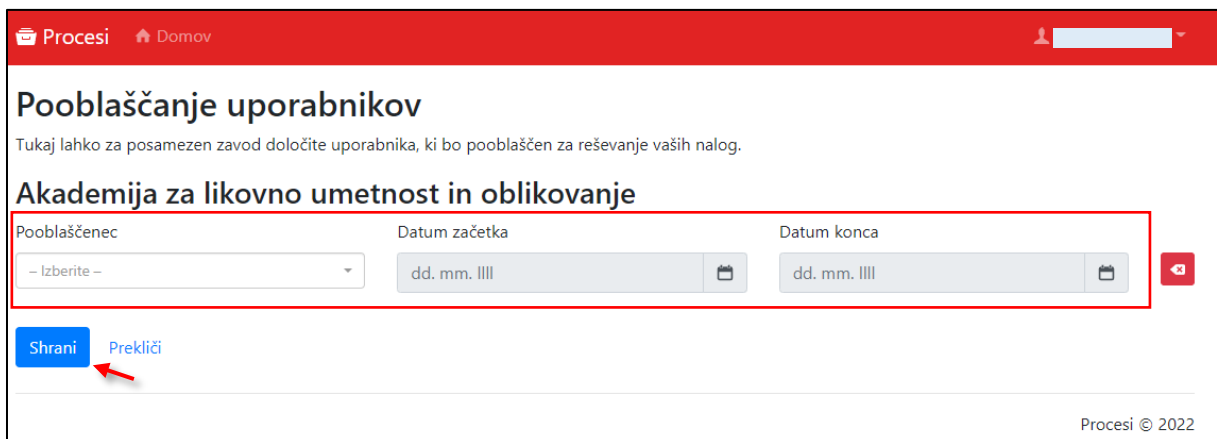 Procesi Domov
Pooblaščanje uporabnikov
Tukaj lahko za posamezen zavod določite uporabnika, ki bo pooblaščen za reševanje vaših nalog.
Akademija za likovno umetnost in oblikovanje
Pooblaščenec Datum začetka Datum konca
– Izberite – dd. mm. llll dd. mm. llll
Shrani Prekliči
Procesi © 2022